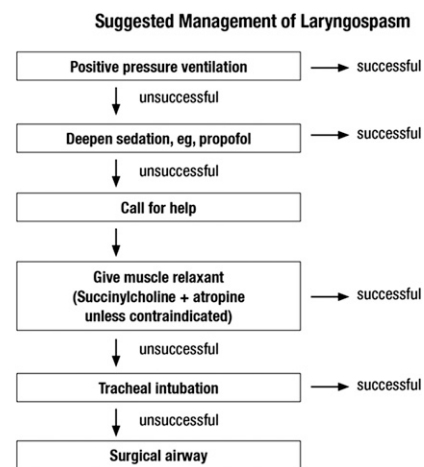 Suggested Management of Laryngospasm
Positive pressure ventilation
successful
unsuccessful
Deepen sedation, eg, propofol
successful
unsuccessful
Call for help
Give muscle relaxant
(Succinylcholine + atropine
unless contraindicated)
successful
unsuccessful
Tracheal intubation
successful
unsuccessful
Surgical airway